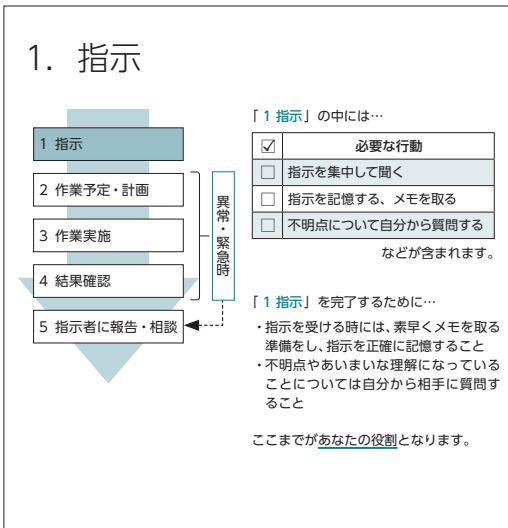 1. 指示
1 指示
2 作業予定・計画
3 作業実施
4 結果確認
5 指示者に報告・相談
異常・緊急時
「1 指示」の中には…
☑ 必要な行動
□ 指示を集中して聞く
□ 指示を記憶する、メモを取る
□ 不明点について自分から質問する
などが含まれます。
「1 指示」を完了するために…
・指示を受ける時には、素早くメモを取る
準備をし、指示を正確に記憶すること
・不明点やあいまいな理解になっている
ことについては自分から相手に質問す
ること
ここまでがあなたの役割となります。